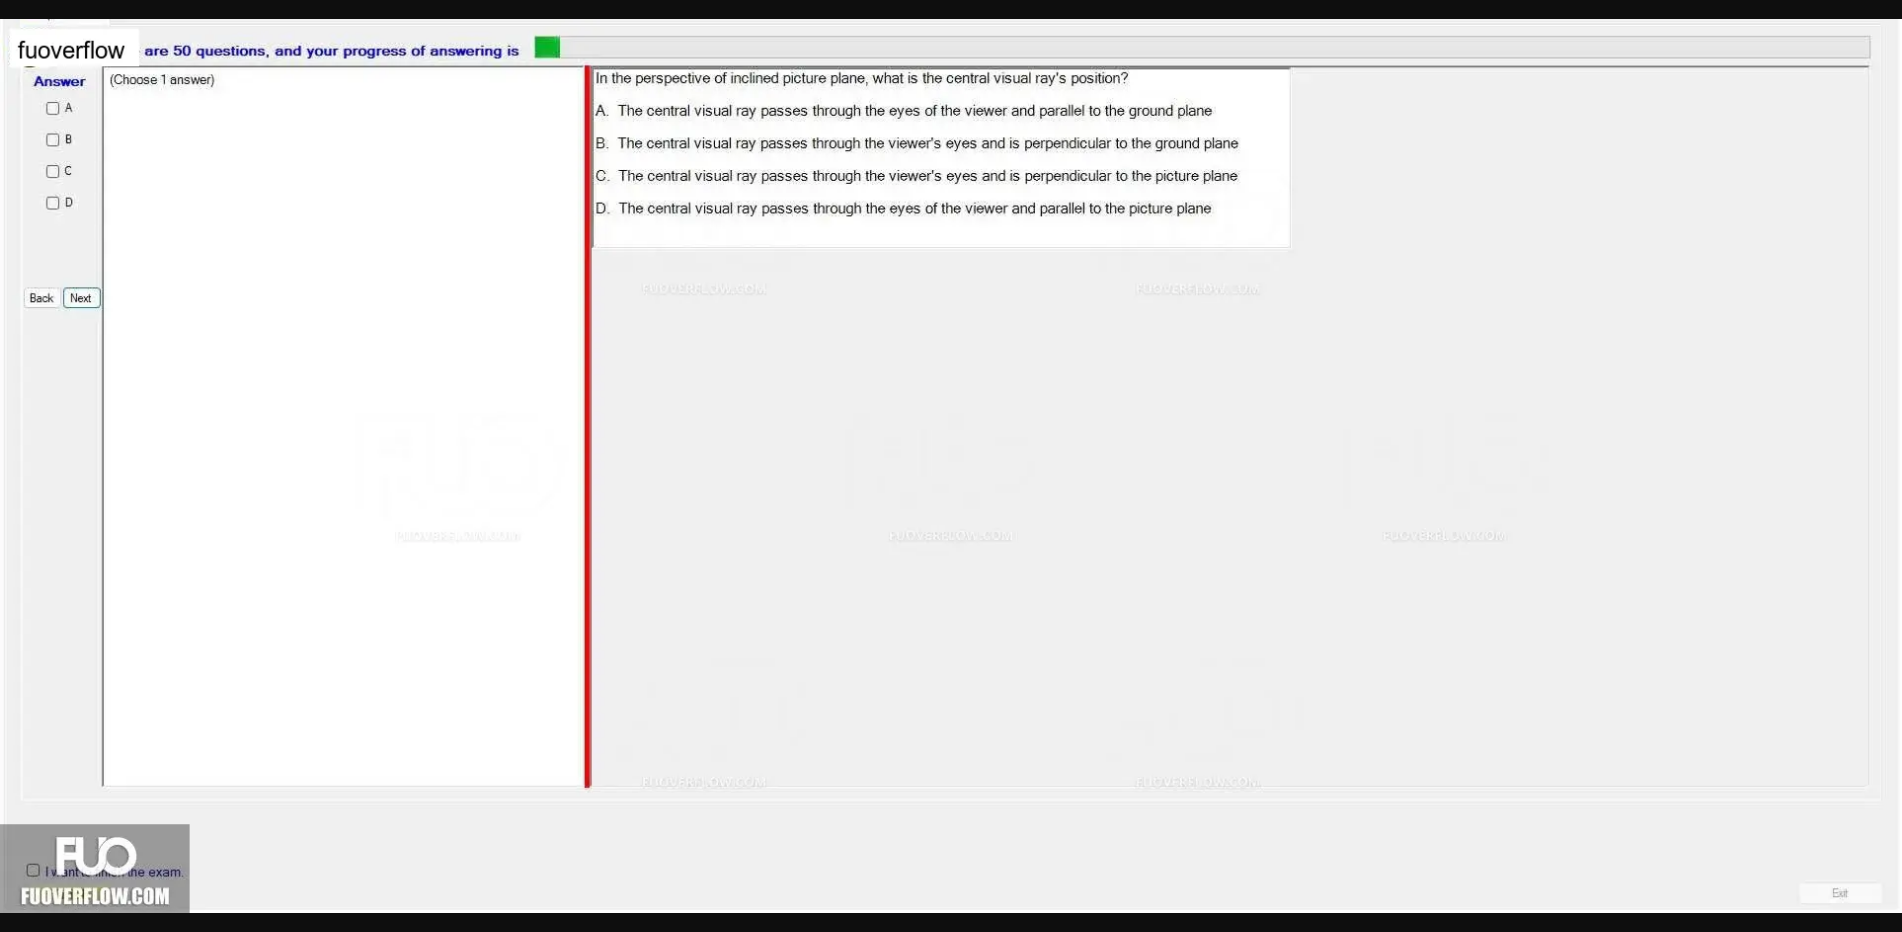 fuoverflow are 50 questions, and your progress of answering is
Answer
(Choose 1 answer)
A
B
C
D
Back Next
In the perspective of inclined picture plane, what is the central visual ray's position?
A. The central visual ray passes through the eyes of the viewer and parallel to the ground plane
B. The central visual ray passes through the viewer's eyes and is perpendicular to the ground plane
C. The central visual ray passes through the viewer's eyes and is perpendicular to the picture plane
D. The central visual ray passes through the eyes of the viewer and parallel to the picture plane
FUOVERFLOW.COM FUOVERFLOW.COM
FUOVERFLOW.COM FUOVERFLOW.COM FUOVERFLOW.COM
FUOVERFLOW.COM FUOVERFLOW.COM
FUO
I want the exam.
FUOVERFLOW.COM
Exit